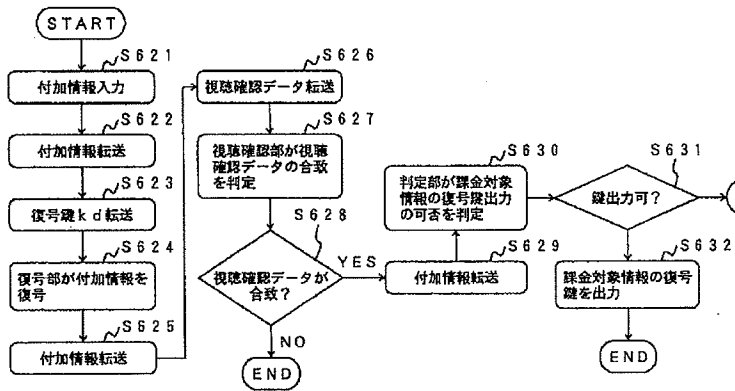 START
S621
付加情報入力
S622
付加情報転送
S623
復号鍵kd転送
S624
復号部が付加情報を
復号
S625
付加情報転送
S626
視聴確認データ転送
S627
視聴確認部が視聴
確認データの合致
を判定
S628
視聴確認データが
合致?
YES
NO
END
S629
付加情報転送
S630
判定部が課金対象
情報の復号鍵出力
の可否を判定
S631
鍵出力可?
S632
課金対象情報の復号
鍵を出力
END